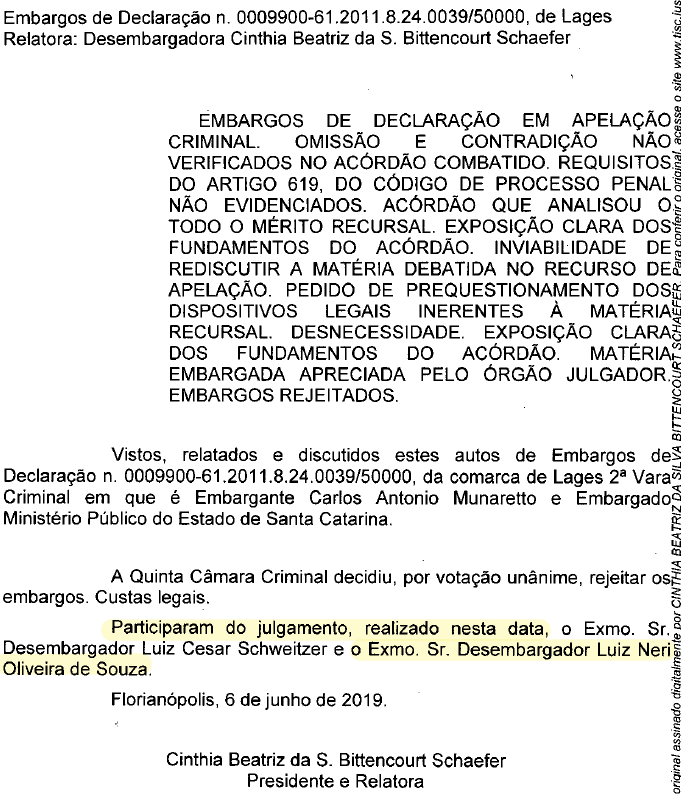 Embargos de Declaração n. 0009900-61.2011.8.24.0039/50000, de Lages
Relatora: Desembargadora Cinthia Beatriz da S. Bittencourt Schaefer
EMBARGOS DE DECLARAÇÃO EM APELAÇÃO
CRIMINAL. OMISSÃO E CONTRADIÇÃO NÃO
VERIFICADOS NO ACÓRDÃO COMBATIDO. REQUISITOS
DO ARTIGO 619, DO CÓDIGO DE PROCESSO PENAL
NÃO EVIDENCIADOS. ACÓRDÃO QUE ANALISOU O
TODO O MÉRITO RECURSAL. EXPOSIÇÃO CLARA DOS
FUNDAMENTOS DO ACÓRDÃO. INVIABILIDADE DE
REDISCUTIR A MATÉRIA DEBATIDA NO RECURSO DE
APELAÇÃO. PEDIDO DE PREQUESTIONAMENTO DOS
DISPOSITIVOS LEGAIS INERENTES À MATÉRIA
RECURSAL. DESNECESSIDADE. EXPOSIÇÃO CLARA
DOS FUNDAMENTOS DO ACÓRDÃO. MATÉRIA
EMBARGADA APRECIADA PELO ÓRGÃO JULGADOR.
EMBARGOS REJEITADOS.
Vistos, relatados e discutidos estes autos de Embargos de
Declaração n. 0009900-61.2011.8.24.0039/50000, da comarca de Lages 2ª Vara
Criminal em que é Embargante Carlos Antonio Munaretto e Embargado
Ministério Público do Estado de Santa Catarina.
A Quinta Câmara Criminal decidiu, por votação unânime, rejeitar os
embargos. Custas legais.
Participaram do julgamento, realizado nesta data, o Exmo. Sr.
Desembargador Luiz Cesar Schweitzer e o Exmo. Sr. Desembargador Luiz Neri
Oliveira de Souza.
Florianópolis, 6 de junho de 2019.
Cinthia Beatriz da S. Bittencourt Schaefer
Presidente e Relatora
original assinado digitalmente por CINTHIA BEATRIZ DA SILVA BITTENCOURT SCHAEFER. Para conferir o original, acesse o site www.tjsc.jus